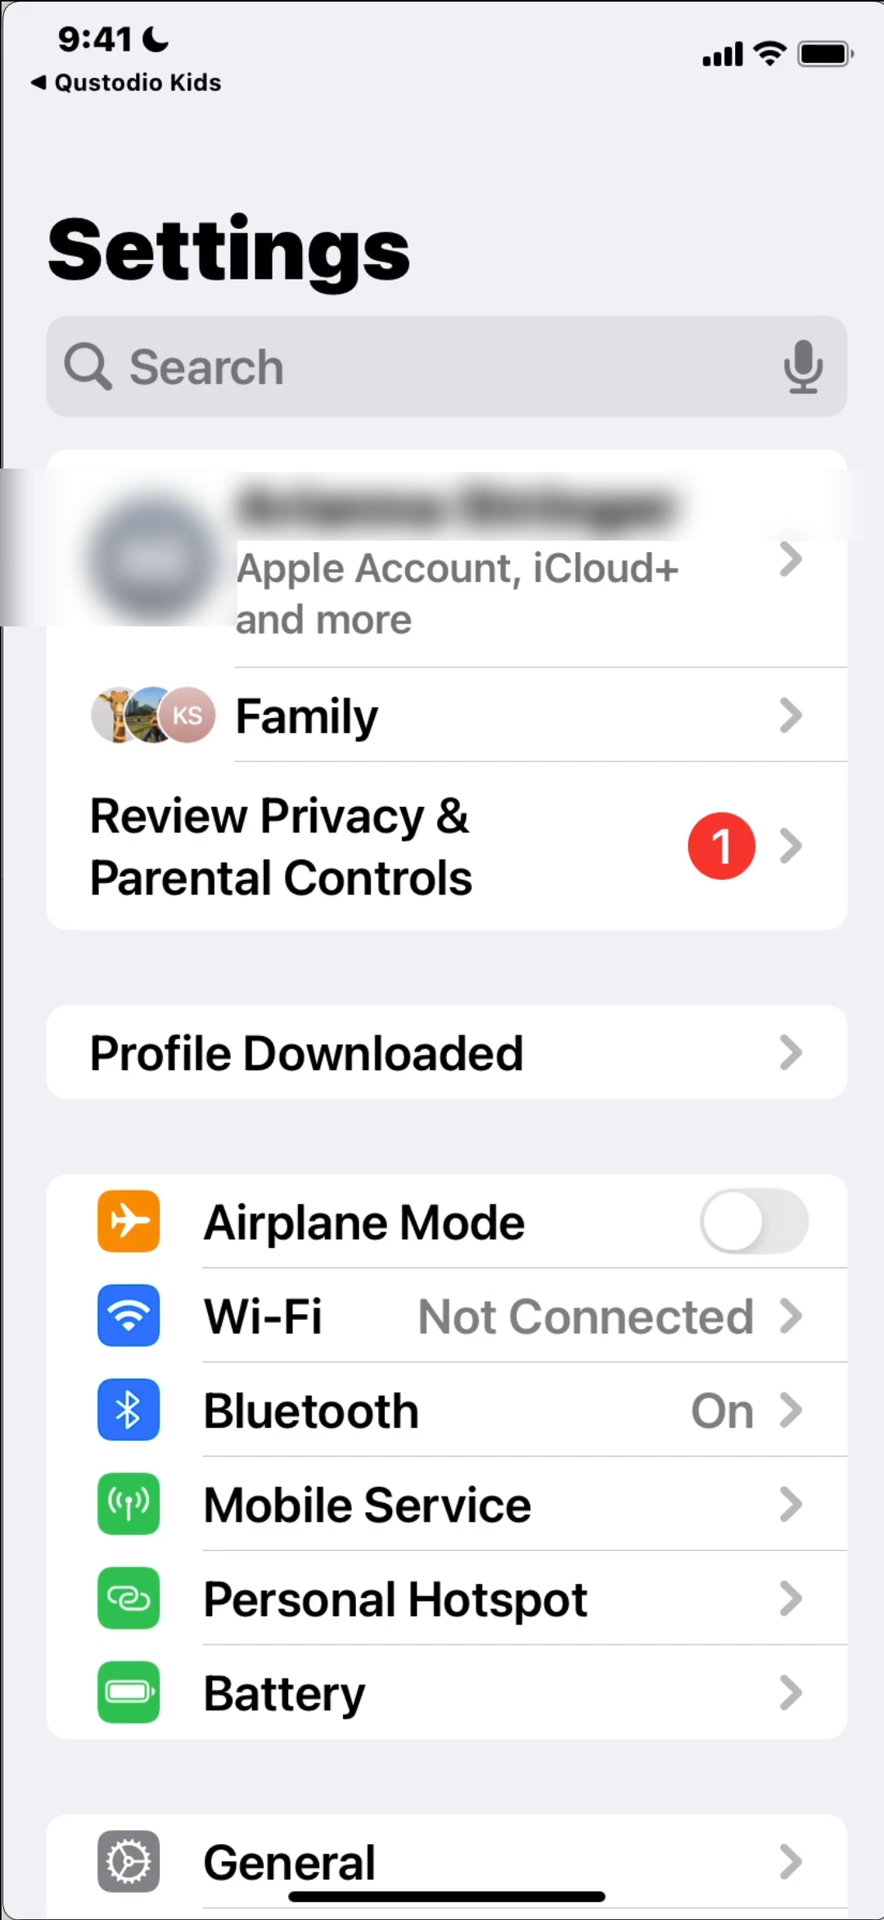 9:41
Qustodio Kids
Settings
Search
Apple Account, iCloud+
and more
KS
Family
Review Privacy &
Parental Controls
1
Profile Downloaded
Airplane Mode
Wi-Fi
Not Connected
Bluetooth
On
Mobile Service
Personal Hotspot
Battery
General